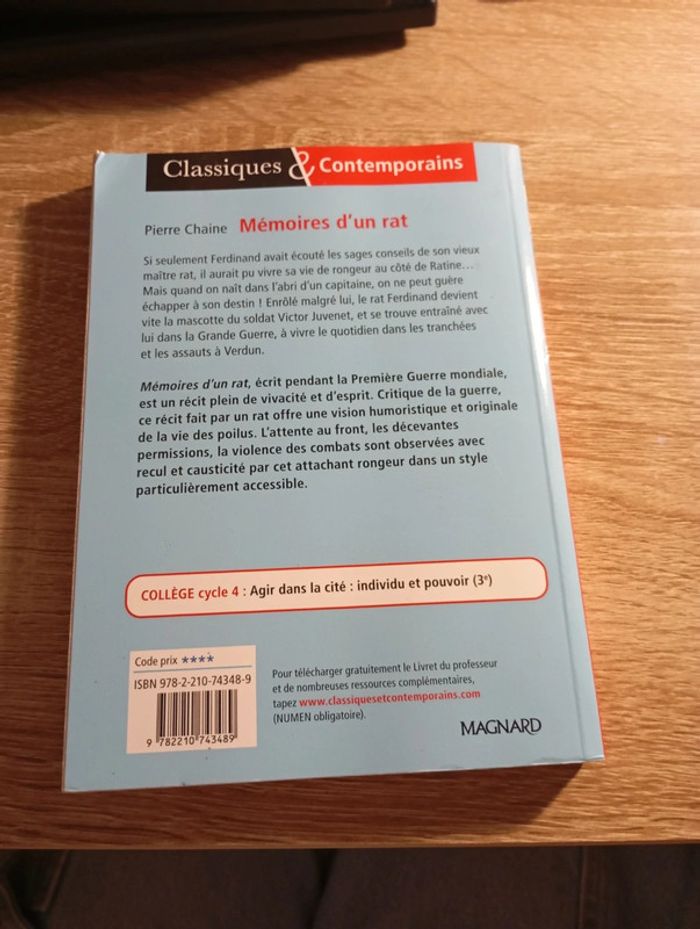 Classiques & Contemporains
Pierre Chaine Mémoires d'un rat
Si seulement Ferdinand avait écouté les sages conseils de son vieux
maître rat, il aurait pu vivre sa vie de rongeur au côté de Ratine...
Mais quand on naît dans l'abri d'un capitaine, on ne peut guère
échapper à son destin ! Enrôlé malgré lui, le rat Ferdinand devient
vite la mascotte du soldat Victor Juvenet, et se trouve entraîné avec
lui dans la Grande Guerre, à vivre le quotidien dans les tranchées
et les assauts à Verdun.
Mémoires d'un rat, écrit pendant la Première Guerre mondiale,
est un récit plein de vivacité et d'esprit. Critique de la guerre,
ce récit fait par un rat offre une vision humoristique et originale
de la vie des poilus. L'attente au front, les décevantes
permissions, la violence des combats sont observées avec
recul et causticité par cet attachant rongeur dans un style
particulièrement accessible.
COLLÈGE cycle 4 : Agir dans la cité : individu et pouvoir (3e)
Code prix ****
ISBN 978-2-210-74348-9
9 782210 743489
Pour télécharger gratuitement le Livret du professeur
et de nombreuses ressources complémentaires,
tapez www.classiquesetcontemporains.com
(NUMEN obligatoire).
MAGNARD